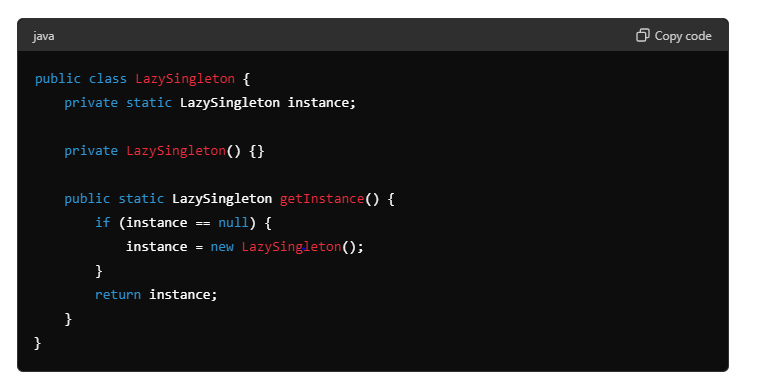 java
Copy code
public class LazySingleton {
    private static LazySingleton instance;
    private LazySingleton() {}
    public static LazySingleton getInstance() {
        if (instance == null) {
            instance = new LazySingleton();
        }
        return instance;
    }
}